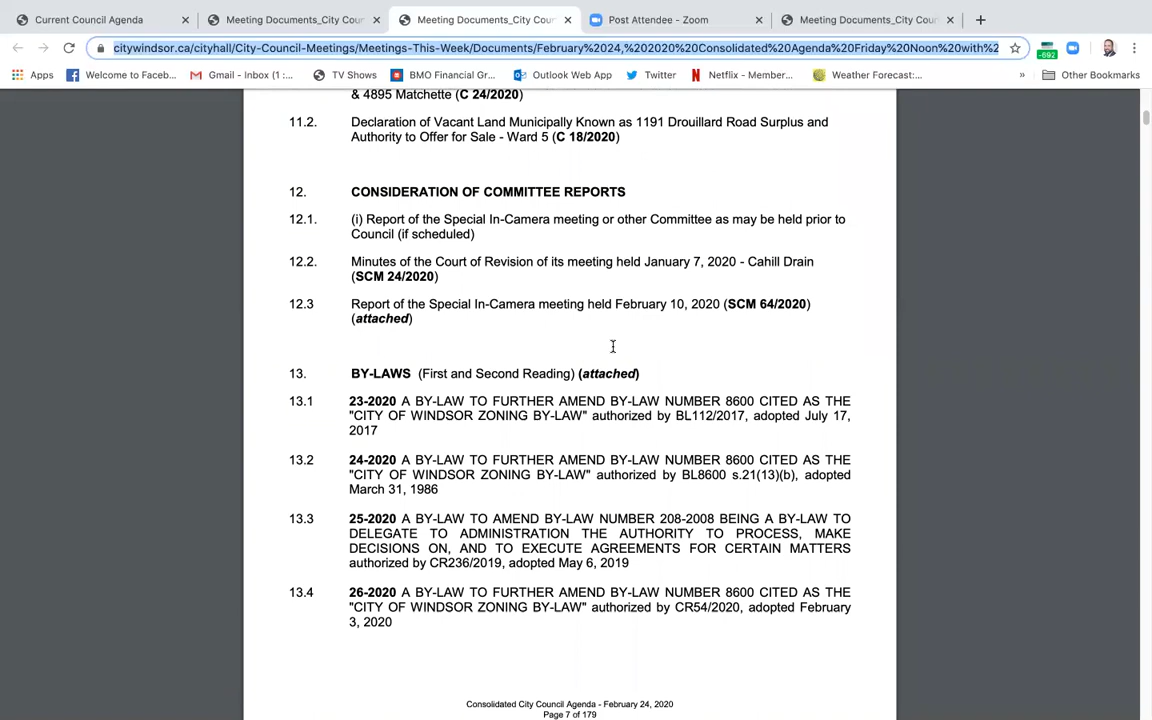 Current Council Agenda
Meeting Documents_City Coun
Meeting Documents_City Coun
Post Attendee - Zoom
Meeting Documents_City Coun
citywindsor.ca/cityhall/City-Council-Meetings/Meetings-This-Week/Documents/February%2024,%202020%20Consolidated%20Agenda%20Friday%20Noon%20with%2
-692
Apps
Welcome to Faceb...
Gmail - Inbox (1 :...
TV Shows
BMO Financial Gr...
Outlook Web App
Twitter
Netflix - Member...
Weather Forecast:...
»
Other Bookmarks
& 4895 Matchette (C 24/2020)
11.2. Declaration of Vacant Land Municipally Known as 1191 Drouillard Road Surplus and
Authority to Offer for Sale - Ward 5 (C 18/2020)
12. CONSIDERATION OF COMMITTEE REPORTS
12.1. (i) Report of the Special In-Camera meeting or other Committee as may be held prior to
Council (if scheduled)
12.2. Minutes of the Court of Revision of its meeting held January 7, 2020 - Cahill Drain
(SCM 24/2020)
12.3 Report of the Special In-Camera meeting held February 10, 2020 (SCM 64/2020)
(attached)
13. BY-LAWS (First and Second Reading) (attached)
13.1 23-2020 A BY-LAW TO FURTHER AMEND BY-LAW NUMBER 8600 CITED AS THE
"CITY OF WINDSOR ZONING BY-LAW" authorized by BL112/2017, adopted July 17,
2017
13.2 24-2020 A BY-LAW TO FURTHER AMEND BY-LAW NUMBER 8600 CITED AS THE
"CITY OF WINDSOR ZONING BY-LAW" authorized by BL8600 s.21(13)(b), adopted
March 31, 1986
13.3 25-2020 A BY-LAW TO AMEND BY-LAW NUMBER 208-2008 BEING A BY-LAW TO
DELEGATE TO ADMINISTRATION THE AUTHORITY TO PROCESS, MAKE
DECISIONS ON, AND TO EXECUTE AGREEMENTS FOR CERTAIN MATTERS
authorized by CR236/2019, adopted May 6, 2019
13.4 26-2020 A BY-LAW TO FURTHER AMEND BY-LAW NUMBER 8600 CITED AS THE
"CITY OF WINDSOR ZONING BY-LAW" authorized by CR54/2020, adopted February
3, 2020
Consolidated City Council Agenda - February 24, 2020
Page 7 of 179